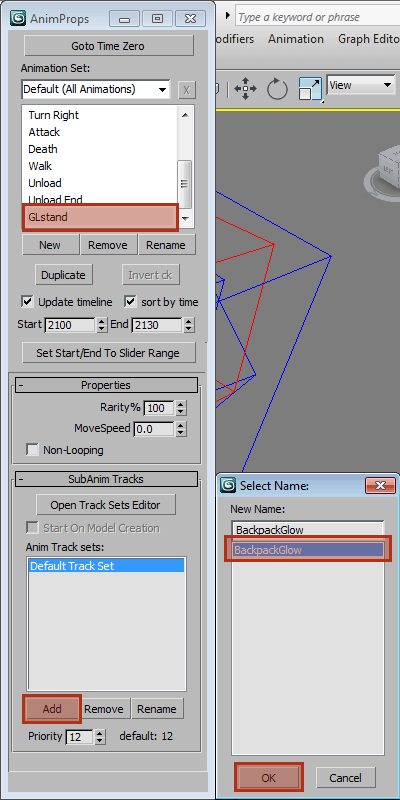 AnimProps
Goto Time Zero
Animation Set:
Default (All Animations)
X
Turn Right
Attack
Death
Walk
Unload
Unload End
GLstand
New Remove Rename
Duplicate Invert ck
Update timeline sort by time
Start 2100 End 2130
Set Start/End To Slider Range
- Properties
Rarity% 100
MoveSpeed 0.0
Non-Looping
- SubAnim Tracks
Open Track Sets Editor
Start On Model Creation
Anim Track sets:
Default Track Set
Add Remove Rename
Priority 12 default: 12
Type a keyword or phrase
odifiers Animation Graph Edito
View
Select Name:
New Name:
BackpackGlow
BackpackGlow
OK Cancel